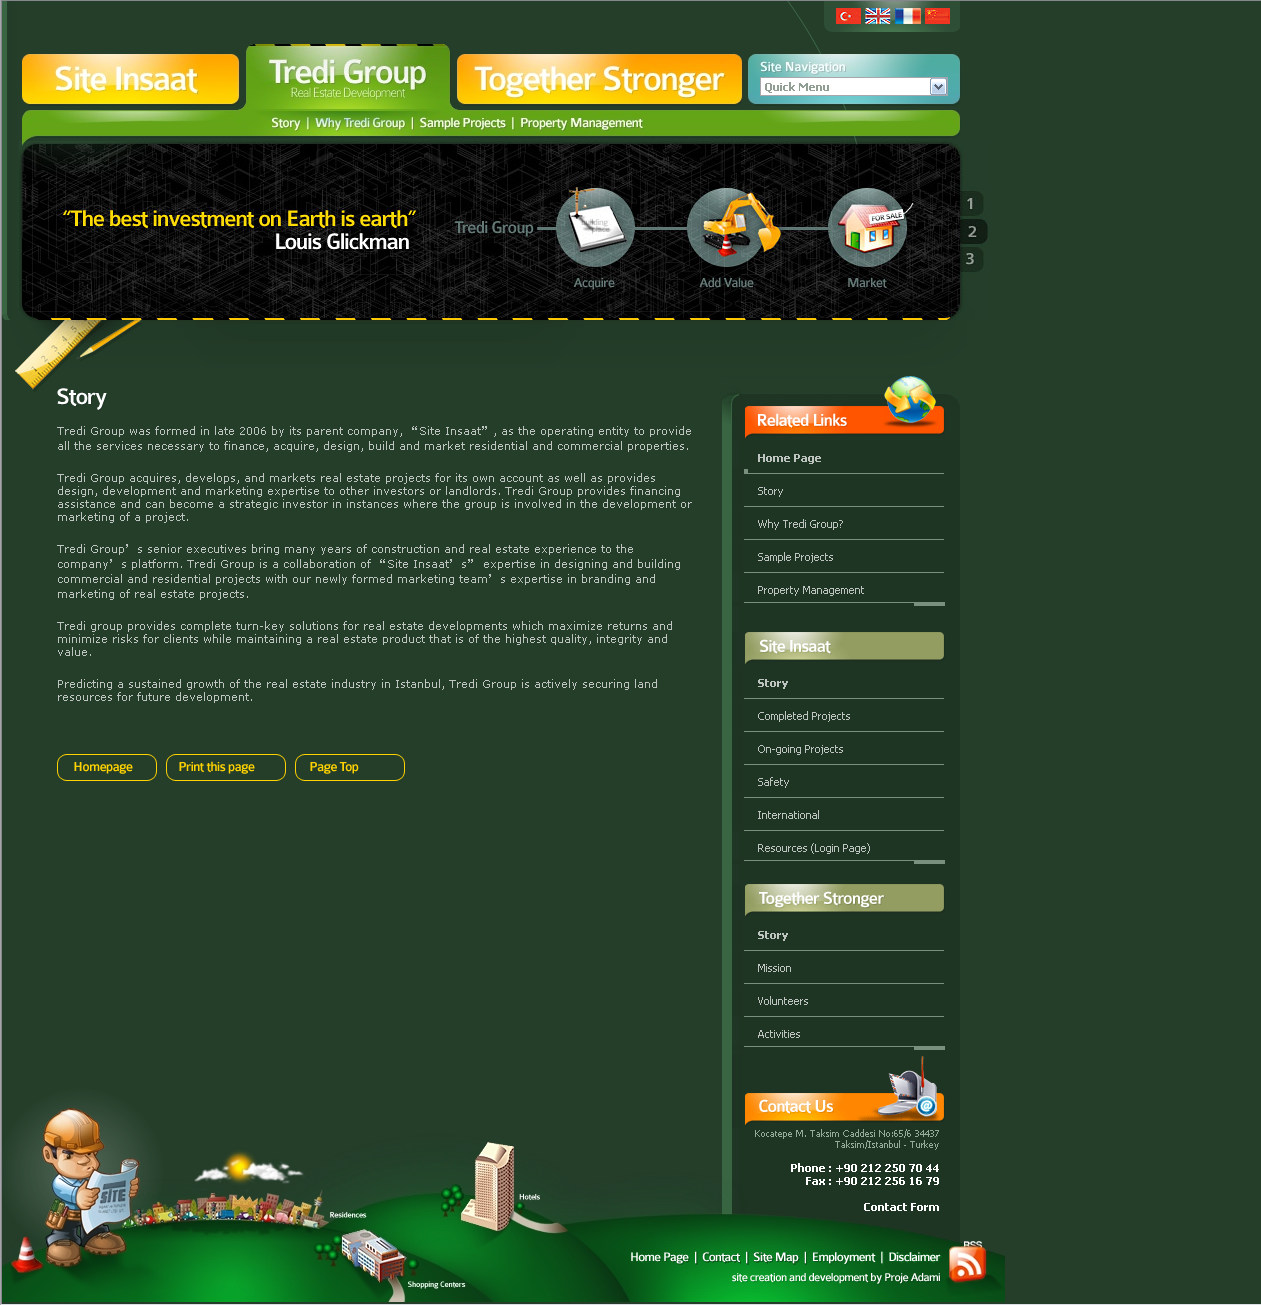 Site Insaat
Tredi Group
Real Estate Development
Together Stronger
Site Navigation
Quick Menu
Story | Why Tredi Group | Sample Projects | Property Management
“The best investment on Earth is earth”
Louis Glickman
Tredi Group
Acquire
Add Value
Market
FOR SALE
1
2
3
1 2 3 4 5
Story
Tredi Group was formed in late 2006 by its parent company, “Site Insaat”, as the operating entity to provide
all the services necessary to finance, acquire, design, build and market residential and commercial properties.
Tredi Group acquires, develops, and markets real estate projects for its own account as well as provides
design, development and marketing expertise to other investors or landlords. Tredi Group provides financing
assistance and can become a strategic investor in instances where the group is involved in the development or
marketing of a project.
Tredi Group’s senior executives bring many years of construction and real estate experience to the
company’s platform. Tredi Group is a collaboration of “Site Insaat’s” expertise in designing and building
commercial and residential projects with our newly formed marketing team’s expertise in branding and
marketing of real estate projects.
Tredi group provides complete turn-key solutions for real estate developments which maximize returns and
minimize risks for clients while maintaining a real estate product that is of the highest quality, integrity and
value.
Predicting a sustained growth of the real estate industry in Istanbul, Tredi Group is actively securing land
resources for future development.
Homepage
Print this page
Page Top
Related Links
Home Page
Story
Why Tredi Group?
Sample Projects
Property Management
Site Insaat
Story
Completed Projects
On-going Projects
Safety
International
Resources (Login Page)
Together Stronger
Story
Mission
Volunteers
Activities
Contact Us
Kocatepe M. Taksim Caddesi No:65/6 34437
Taksim/Istanbul - Turkey
Phone : +90 212 250 70 44
Fax : +90 212 256 16 79
Contact Form
SITE
Residences
Hotels
Shopping Centers
Home Page | Contact | Site Map | Employment | Disclaimer
site creation and development by Proje Adami
RSS